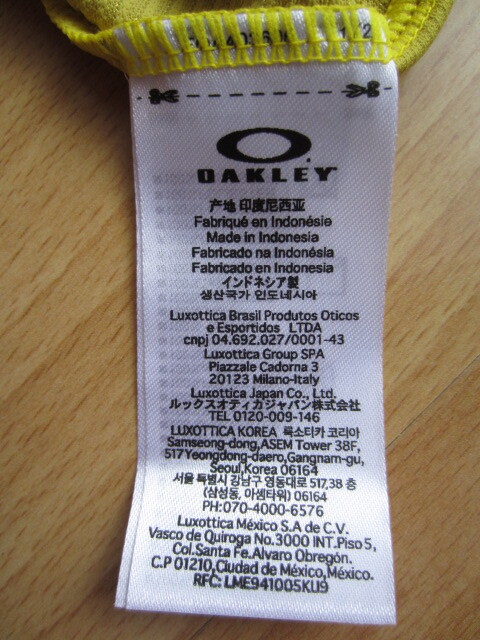 OAKLEY
产地 印度尼西亚
Fabriqué en Indonésie
Made in Indonesia
Fabricado na Indonésia
Fabricado en Indonesia
インドネシア製
생산국가 인도네시아
Luxottica Brasil Produtos Oticos
e Esportidos LTDA
cnpj 04.692.027/0001-43
Luxottica Group SPA
Piazzale Cadorna 3
20123 Milano-Italy
Luxottica Japan Co., Ltd.
ルックスオティカジャパン株式会社
TEL 0120-009-146
LUXOTTICA KOREA 룩소티카 코리아
Samseong-dong,ASEM Tower 38F,
517Yeongdong-daero,Gangnam-gu,
Seoul,Korea 06164
서울 특별시 강남구 영동대로 517,38 층
(삼성동, 아셈타워) 06164
PH:070-4000-6576
Luxottica México S.A de C.V.
Vasco de Quiroga No.3000 INT.Piso 5,
Col.Santa Fe.Alvaro Obregón.
C.P 01210,Ciudad de México,México.
RFC: LME941005KU9